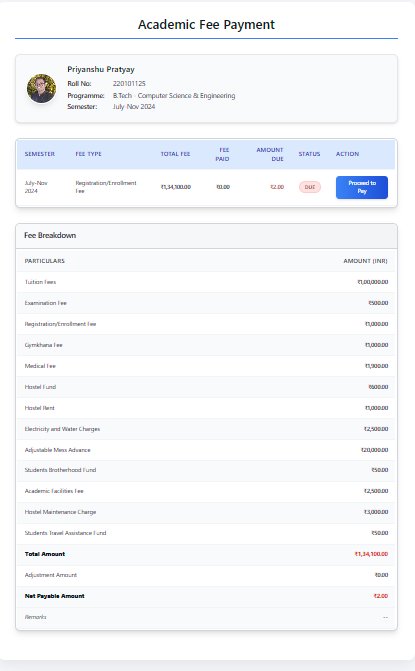 Academic Fee Payment
Priyanshu Pratyay
Roll No: 220101125
Programme: B.Tech - Computer Science & Engineering
Semester: July-Nov 2024
SEMESTER FEE TYPE TOTAL FEE FEE PAID AMOUNT DUE STATUS ACTION
July-Nov 2024 Registration/Enrollment Fee ₹1,34,100.00 ₹0.00 ₹2.00 DUE Proceed to Pay
Fee Breakdown
PARTICULARS AMOUNT (INR)
Tuition Fees ₹1,00,000.00
Examination Fee ₹500.00
Registration/Enrollment Fee ₹1,000.00
Gymkhana Fee ₹1,000.00
Medical Fee ₹1,900.00
Hostel Fund ₹600.00
Hostel Rent ₹1,000.00
Electricity and Water Charges ₹2,500.00
Adjustable Mess Advance ₹20,000.00
Students Brotherhood Fund ₹50.00
Academic Facilities Fee ₹2,500.00
Hostel Maintenance Charge ₹3,000.00
Students Travel Assistance Fund ₹50.00
Total Amount ₹1,34,100.00
Adjustment Amount ₹0.00
Net Payable Amount ₹2.00
Remarks --